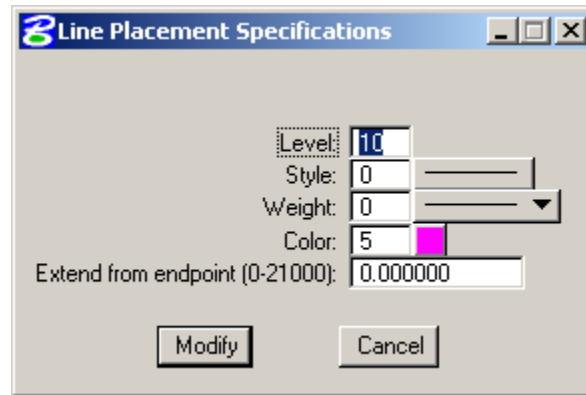 Line Placement Specifications
Level: 10
Style: 0
Weight: 0
Color: 5
Extend from endpoint (0-21000): 0.000000
Modify Cancel